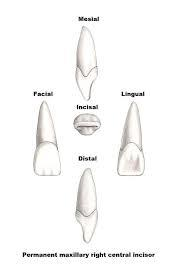 Mesial
Facial
Incisal
Lingual
Distal
Permanent maxillary right central incisor